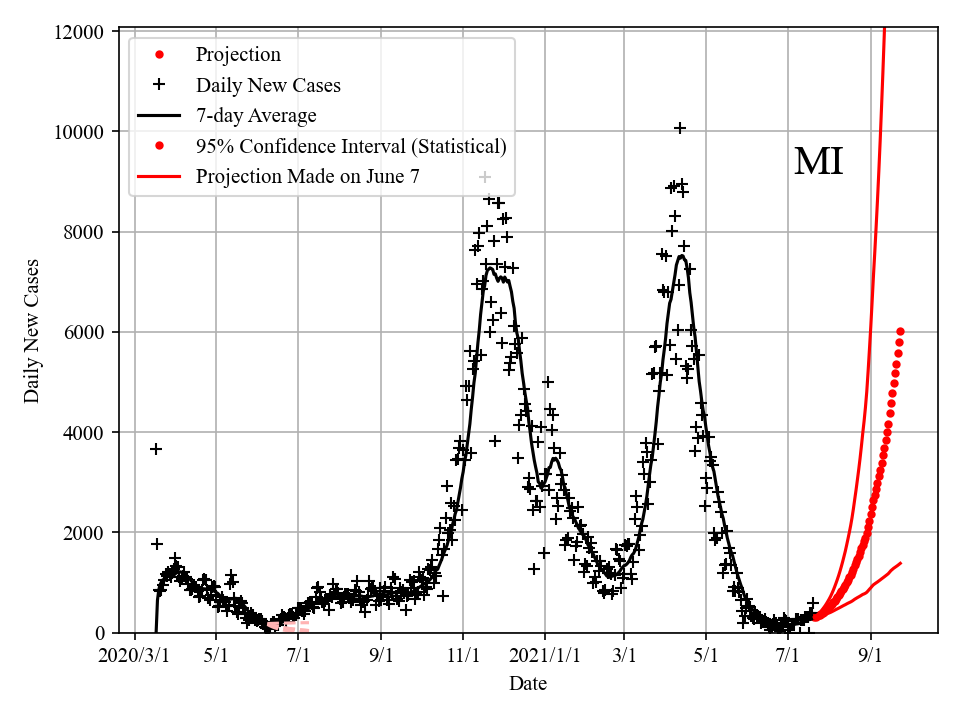 12000
10000
8000
6000
4000
2000
0
Daily New Cases
Projection
Daily New Cases
7-day Average
95% Confidence Interval (Statistical)
Projection Made on June 7
MI
2020/3/1 5/1 7/1 9/1 11/1 2021/1/1 3/1 5/1 7/1 9/1
Date